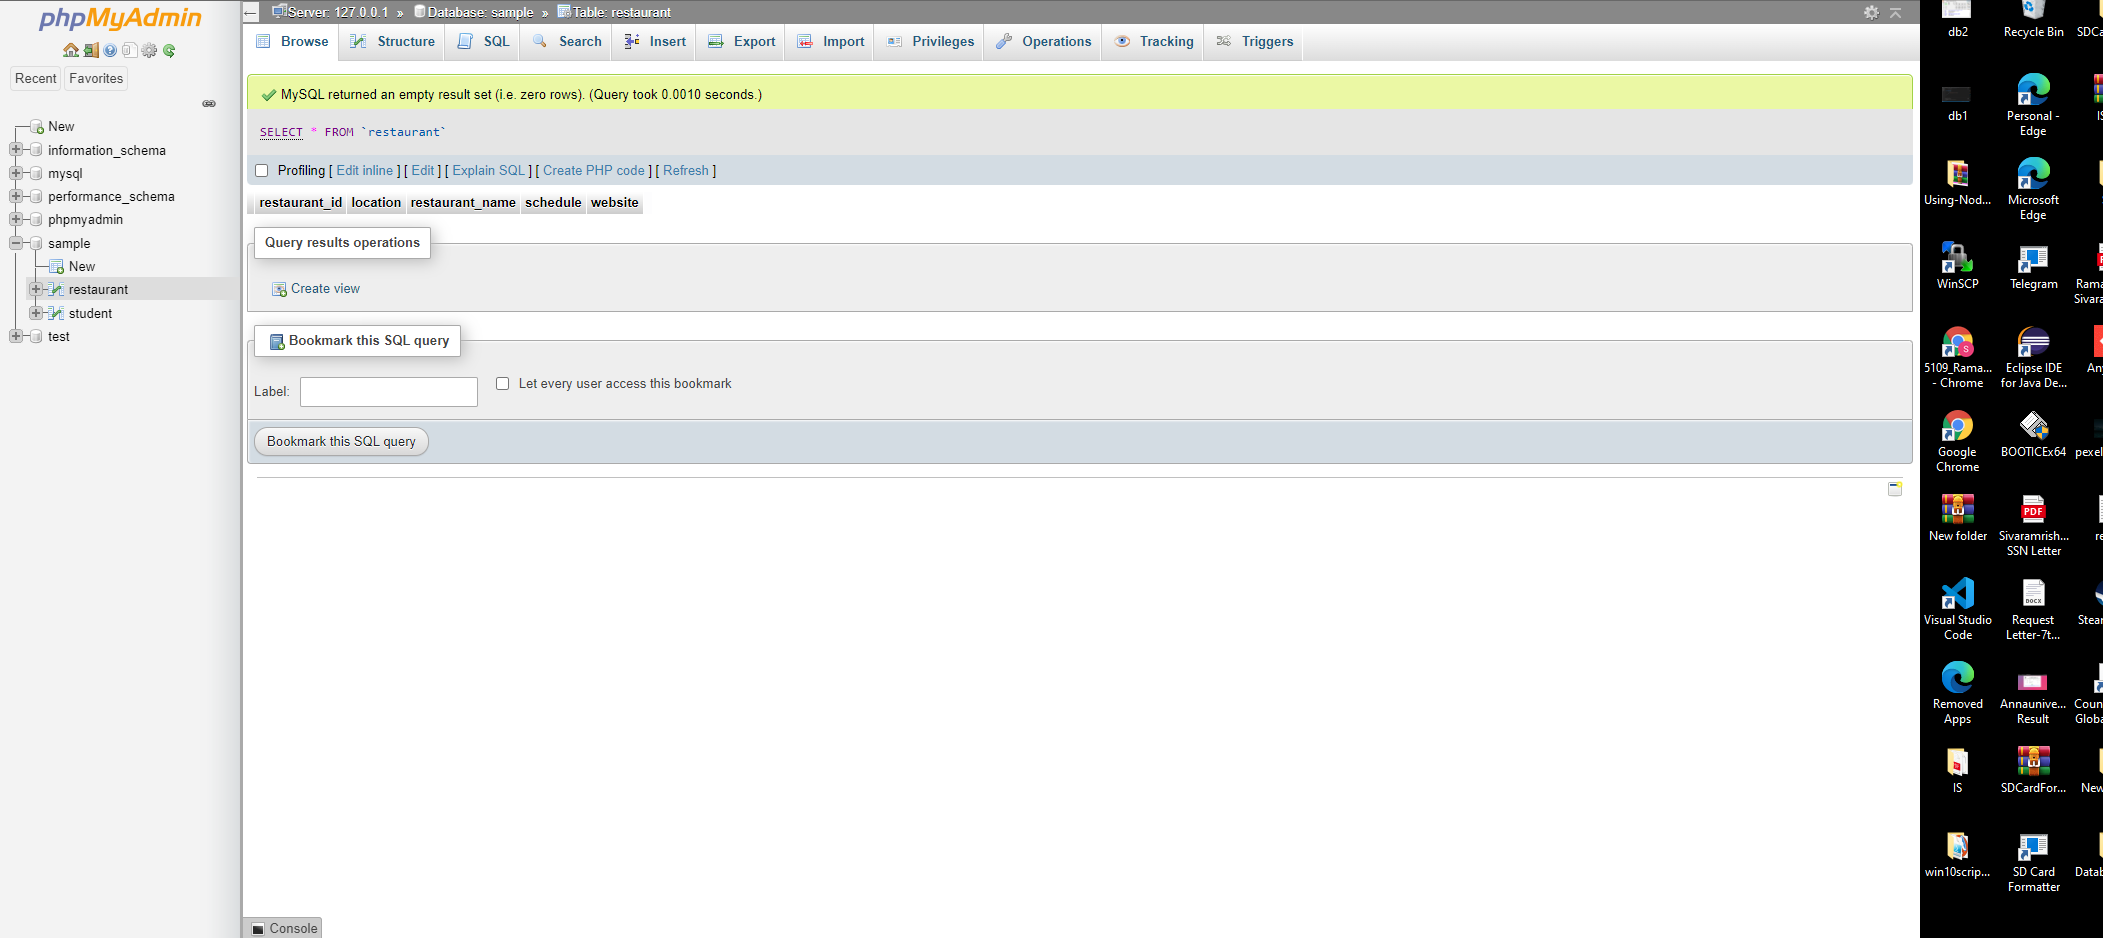 phpMyAdmin
Recent Favorites
New
information_schema
mysql
performance_schema
phpmyadmin
sample
New
restaurant
student
test
Server: 127.0.0.1 » Database: sample » Table: restaurant
Browse Structure SQL Search Insert Export Import Privileges Operations Tracking Triggers
MySQL returned an empty result set (i.e. zero rows). (Query took 0.0010 seconds.)
SELECT * FROM `restaurant`
Profiling [ Edit inline ] [ Edit ] [ Explain SQL ] [ Create PHP code ] [ Refresh ]
restaurant_id location restaurant_name schedule website
Query results operations
Create view
Bookmark this SQL query
Label: Let every user access this bookmark
Bookmark this SQL query
Console
db2 Recycle Bin SDCa
db1 Personal - Edge
Using-Nod... Microsoft Edge
WinSCP Telegram Rama Sivara
5109_Rama... - Chrome Eclipse IDE for Java De... Any
Google Chrome BOOTICEx64 pexel
PDF
New folder Sivaramrish... SSN Letter re
DOCX
Visual Studio Code Request Letter-7t... Stear
Removed Apps Annaunive... Result Coun Globa
IS SDCardFor... New
win10scrip... SD Card Formatter Datab